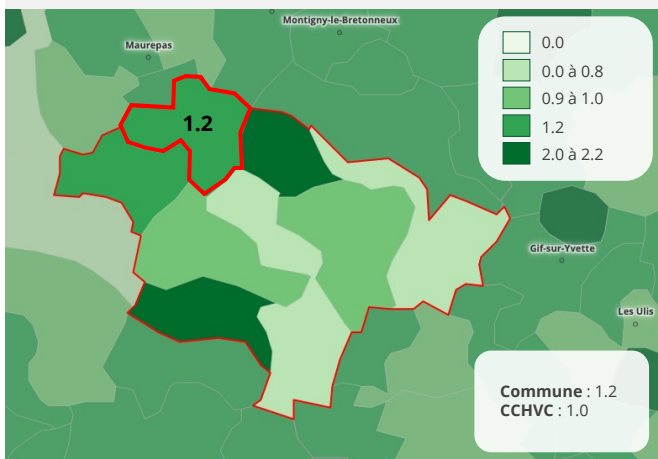 Montigny-le-Bretonneux
Maurepas
0.0
0.0 à 0.8
0.9 à 1.0
1.2
2.0 à 2.2
1.2
Gif-sur-Yvette
Les Ulis
Commune : 1.2
CCHVC : 1.0